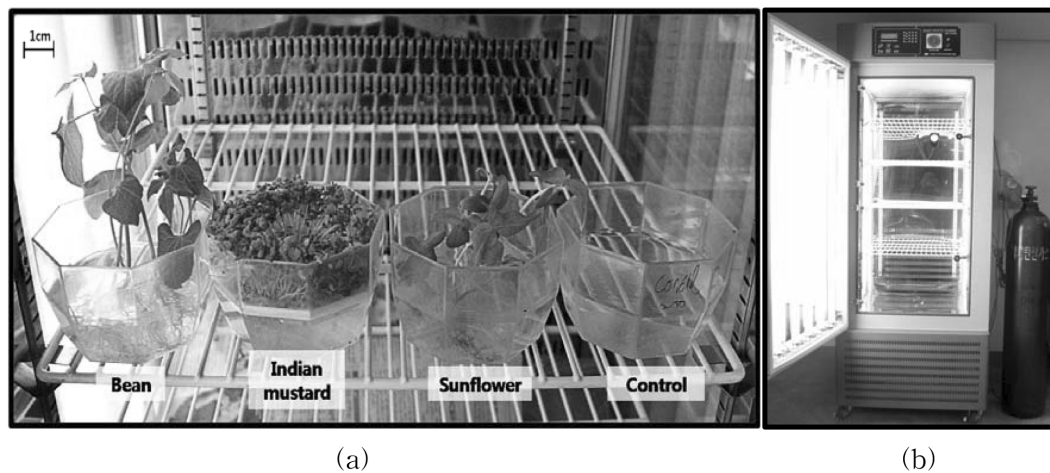 1cm
Bean
Indian
mustard
Sunflower
Control
(a)
(b)